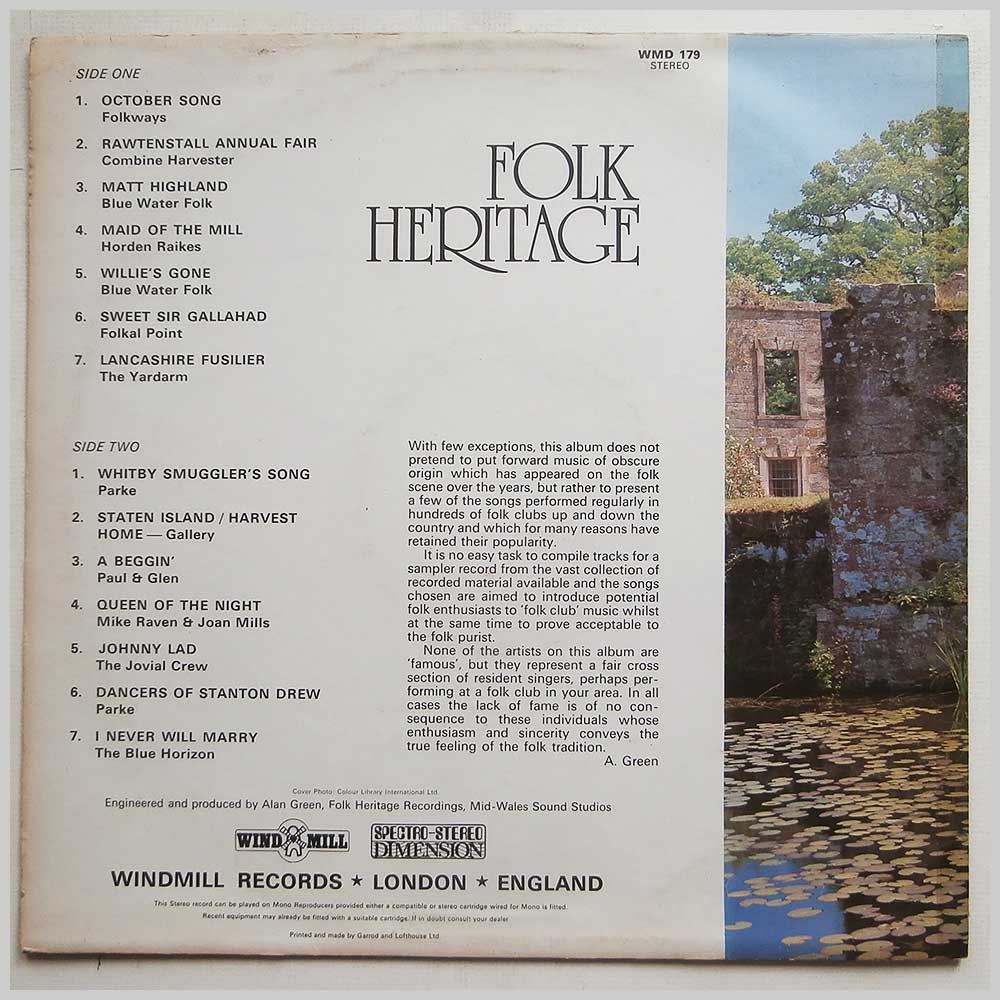 WMD 179
STEREO
FOLK
HERITAGE
SIDE ONE
1. OCTOBER SONG
Folkways
2. RAWTENSTALL ANNUAL FAIR
Combine Harvester
3. MATT HIGHLAND
Blue Water Folk
4. MAID OF THE MILL
Horden Raikes
5. WILLIE'S GONE
Blue Water Folk
6. SWEET SIR GALLAHAD
Folkal Point
7. LANCASHIRE FUSILIER
The Yardarm
SIDE TWO
1. WHITBY SMUGGLER'S SONG
Parke
2. STATEN ISLAND / HARVEST
HOME — Gallery
3. A BEGGIN'
Paul & Glen
4. QUEEN OF THE NIGHT
Mike Raven & Joan Mills
5. JOHNNY LAD
The Jovial Crew
6. DANCERS OF STANTON DREW
Parke
7. I NEVER WILL MARRY
The Blue Horizon
With few exceptions, this album does not
pretend to put forward music of obscure
origin which has appeared on the folk
scene over the years, but rather to present
a few of the songs performed regularly in
hundreds of folk clubs up and down the
country and which for many reasons have
retained their popularity.
It is no easy task to compile tracks for a
sampler record from the vast collection of
recorded material available and the songs
chosen are aimed to introduce potential
folk enthusiasts to 'folk club' music whilst
at the same time to prove acceptable to
the folk purist.
None of the artists on this album are
'famous', but they represent a fair cross
section of resident singers, perhaps per-
forming at a folk club in your area. In all
cases the lack of fame is of no con-
sequence to these individuals whose
enthusiasm and sincerity conveys the
true feeling of the folk tradition.
A. Green
Cover Photo: Colour Library International Ltd.
Engineered and produced by Alan Green, Folk Heritage Recordings, Mid-Wales Sound Studios
WIND MILL
SPECTRO-STEREO
DIMENSION
WINDMILL RECORDS ★ LONDON ★ ENGLAND
This Stereo record can be played on Mono Reproducers provided either a compatible or stereo cartridge wired for Mono is fitted.
Recent equipment may already be fitted with a suitable cartridge. If in doubt consult your dealer
Printed and made by Garrod and Lofthouse Ltd.